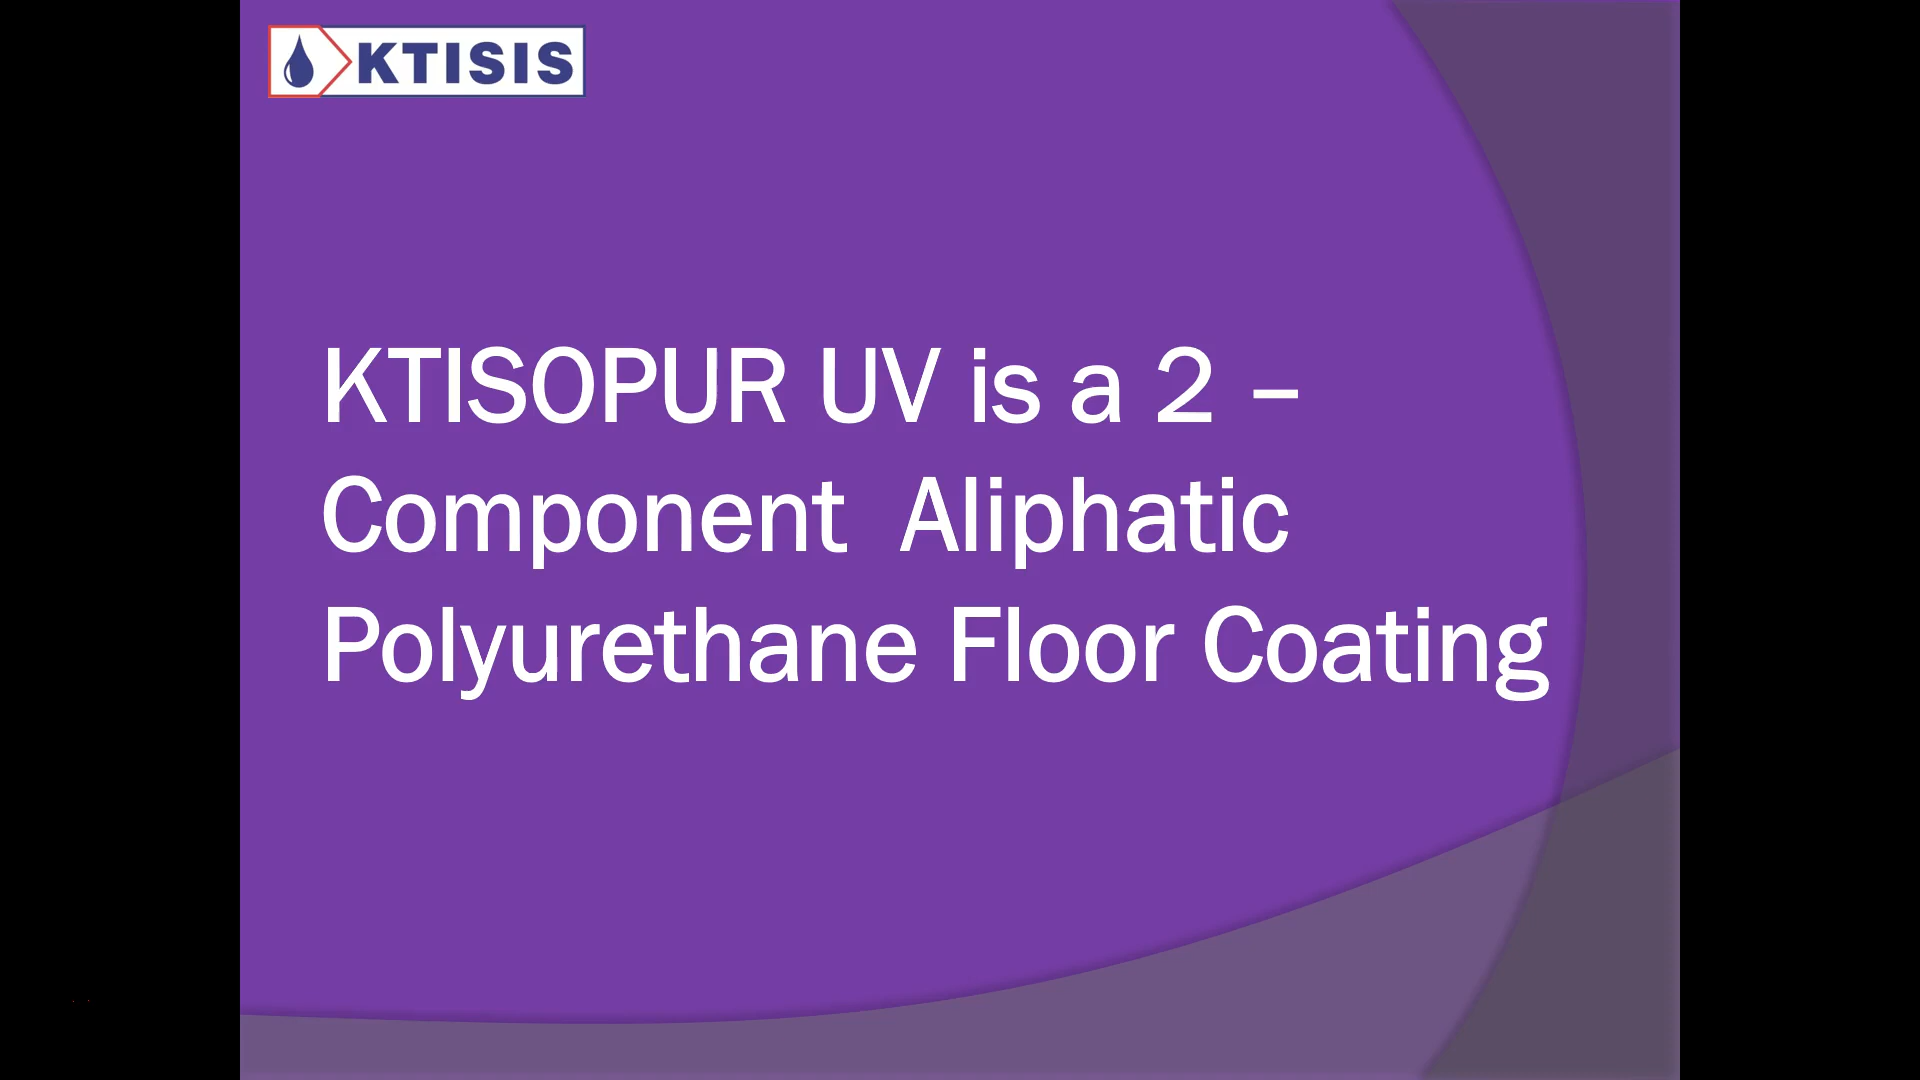 KTISIS
KTISOPUR UV is a 2 –
Component  Aliphatic
Polyurethane Floor Coating